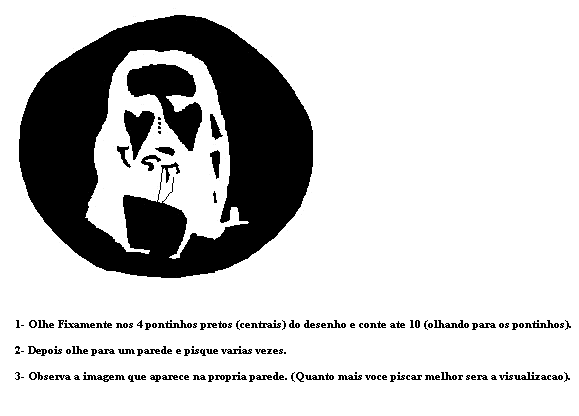 1- Olhe Fixamente nos 4 pontinhos pretos (centrais) do desenho e conte ate 10 (olhando para os pontinhos).
2- Depois olhe para um parede e pisque varias vezes.
3- Observa a imagem que aparece na propria parede. (Quanto mais voce piscar melhor sera a visualizacao).